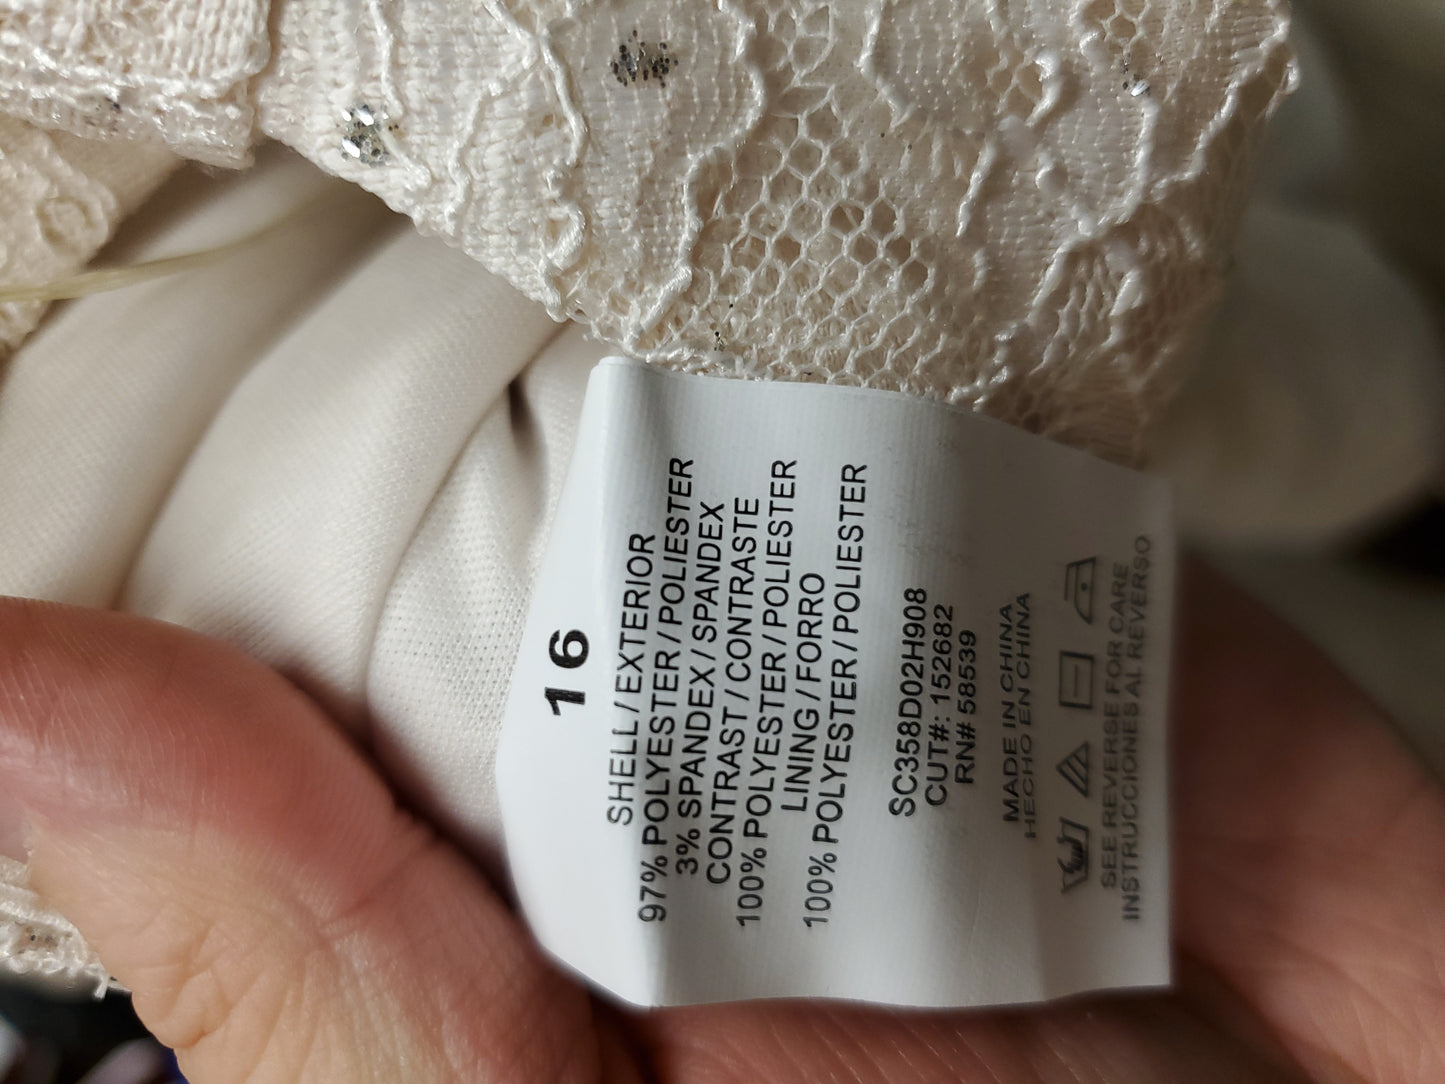 16
SHELL / EXTERIOR
97% POLYESTER / POLIESTER
3% SPANDEX / SPANDEX
CONTRAST / CONTRASTE
100% POLYESTER / POLIESTER
LINING / FORRO
100% POLYESTER / POLIESTER
SC358D02H908
CUT#: 152682
RN# 58539
MADE IN CHINA
HECHO EN CHINA
SEE REVERSE FOR CARE
INSTRUCCIONES AL REVERSO